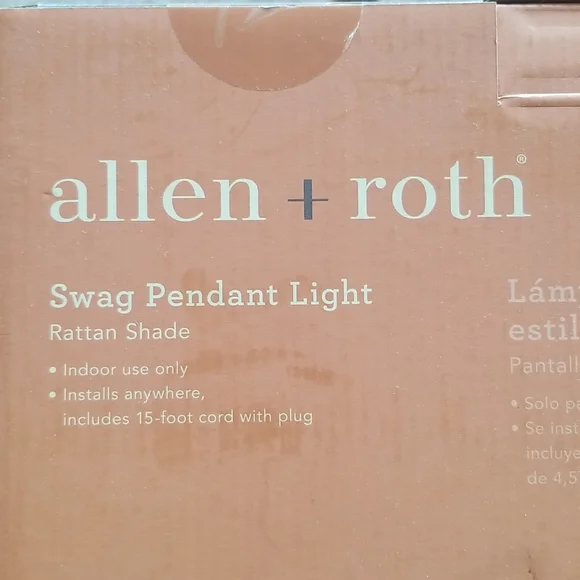 allen + roth®
Swag Pendant Light
Rattan Shade
• Indoor use only
• Installs anywhere,
includes 15-foot cord with plug
Lám
estil
Pantall
• Solo pa
• Se inst
incluye
de 4,5